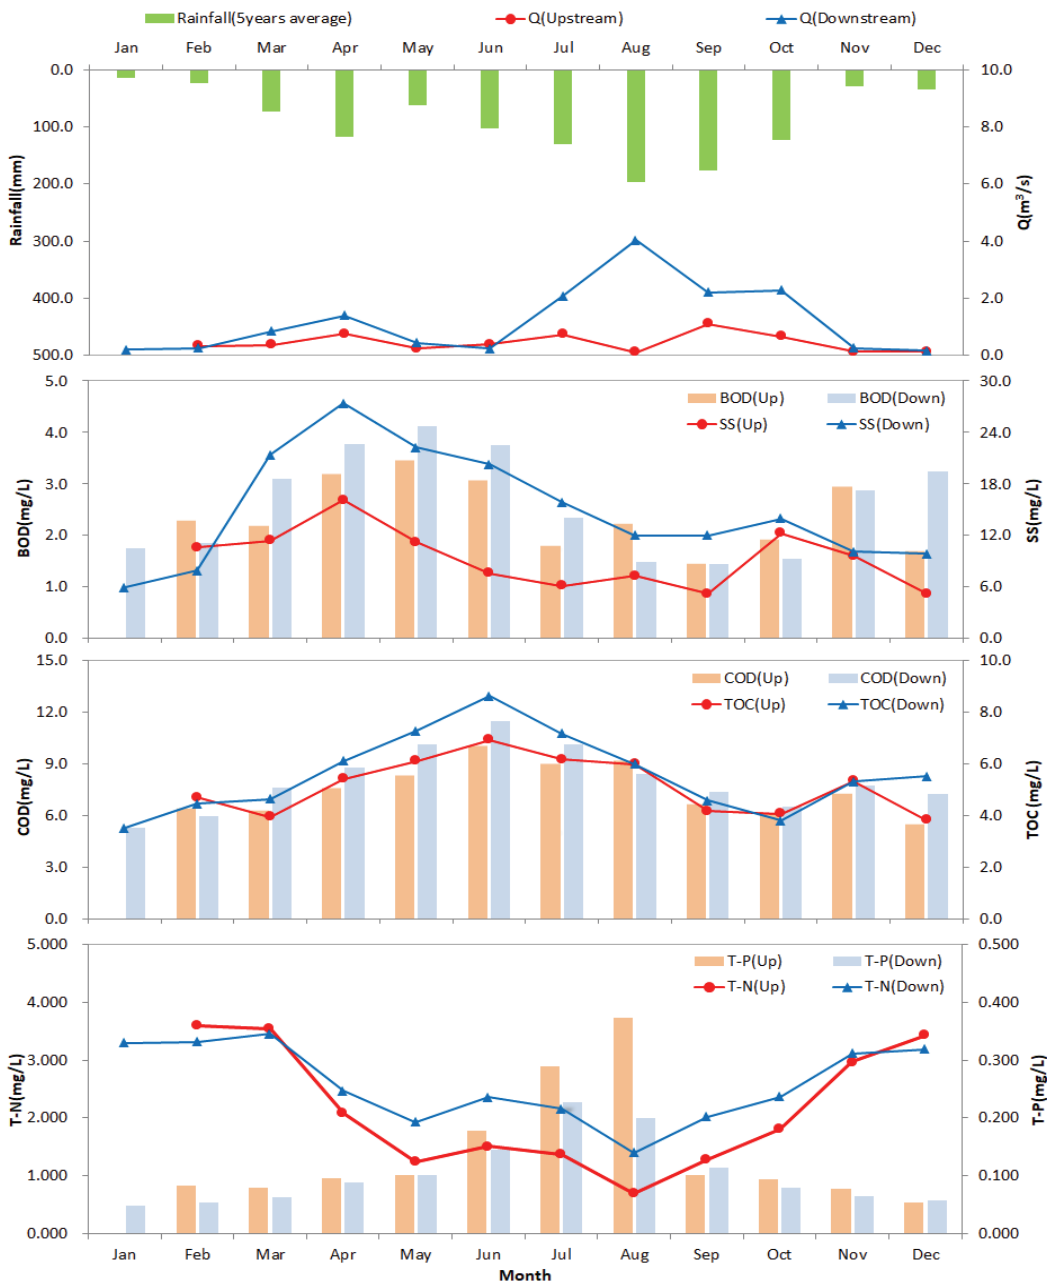 Rainfall(5years average) Q(Upstream) Q(Downstream)
Jan Feb Mar Apr May Jun Jul Aug Sep Oct Nov Dec
0.0 10.0
100.0 8.0
200.0 6.0
300.0 4.0
400.0 2.0
500.0 0.0
Rainfall(mm)
Q(m³/s)
5.0 30.0
BOD(Up) BOD(Down)
4.0 SS(Up) SS(Down) 24.0
3.0 18.0
2.0 12.0
1.0 6.0
0.0 0.0
BOD(mg/L)
SS(mg/L)
15.0 10.0
COD(Up) COD(Down)
12.0 TOC(Up) TOC(Down) 8.0
9.0 6.0
6.0 4.0
3.0 2.0
0.0 0.0
COD(mg/L)
TOC (mg/L)
5.000 0.500
T-P(Up) T-P(Down)
T-N(Up) T-N(Down)
4.000 0.400
3.000 0.300
2.000 0.200
1.000 0.100
0.000 0.000
T-N(mg/L)
T-P(mg/L)
Jan Feb Mar Apr May Jun Jul Aug Sep Oct Nov Dec
Month